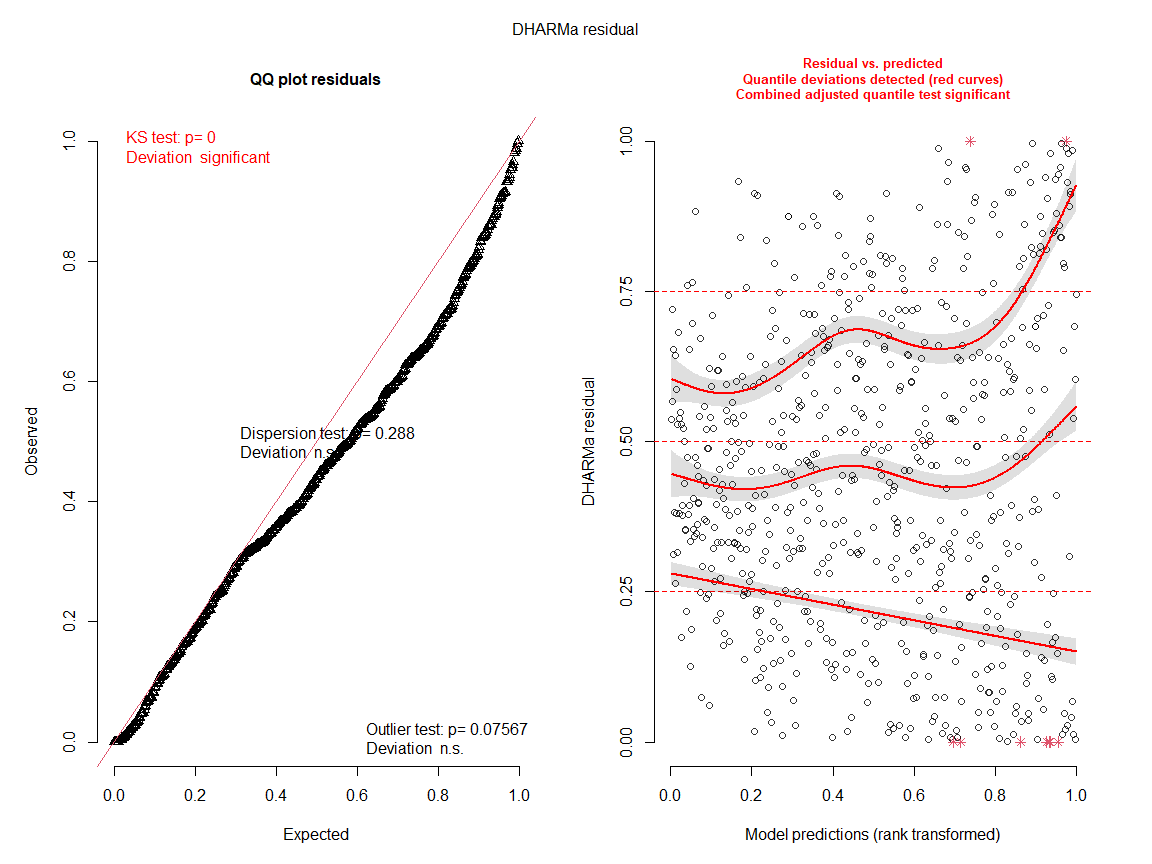 DHARMa residual
QQ plot residuals
KS test: p= 0
Deviation  significant
Dispersion test: p= 0.288
Deviation  n.s.
Outlier test: p= 0.07567
Deviation  n.s.
Observed
0.0
0.2
0.4
0.6
0.8
1.0
0.0 0.2 0.4 0.6 0.8 1.0
Expected
Residual vs. predicted
Quantile deviations detected (red curves)
Combined adjusted quantile test significant
DHARMa residual
0.00
0.25
0.50
0.75
1.00
0.0 0.2 0.4 0.6 0.8 1.0
Model predictions (rank transformed)